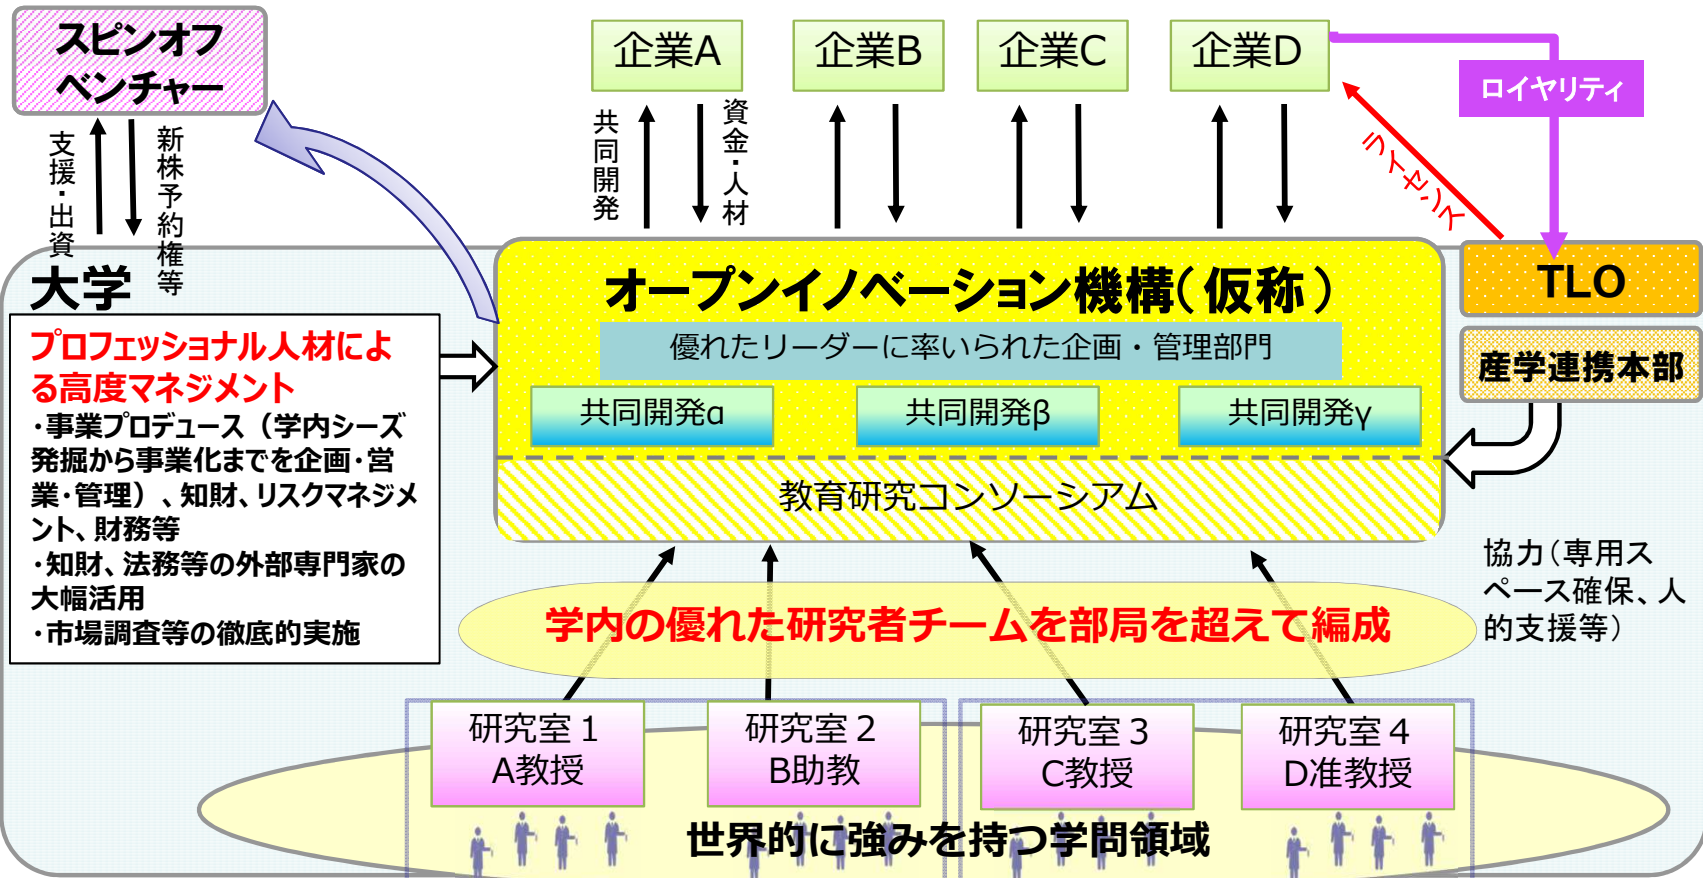 スピンオフ
ベンチャー
企業A
企業B
企業C
企業D
ロイヤリティ
支援・出資
新株予約権等
共同開発
資金・人材
ライセンス
大学
オープンイノベーション機構（仮称）
TLO
優れたリーダーに率いられた企画・管理部門
産学連携本部
プロフェッショナル人材によ
る高度マネジメント
・事業プロデュース（学内シーズ
発掘から事業化までを企画・営
業・管理）、知財、リスクマネジメ
ント、財務等
・知財、法務等の外部専門家の
大幅活用
・市場調査等の徹底的実施
共同開発α
共同開発β
共同開発γ
教育研究コンソーシアム
協力（専用ス
ペース確保、人
的支援等）
学内の優れた研究者チームを部局を超えて編成
研究室１
A教授
研究室２
B助教
研究室３
C教授
研究室４
D准教授
世界的に強みを持つ学問領域